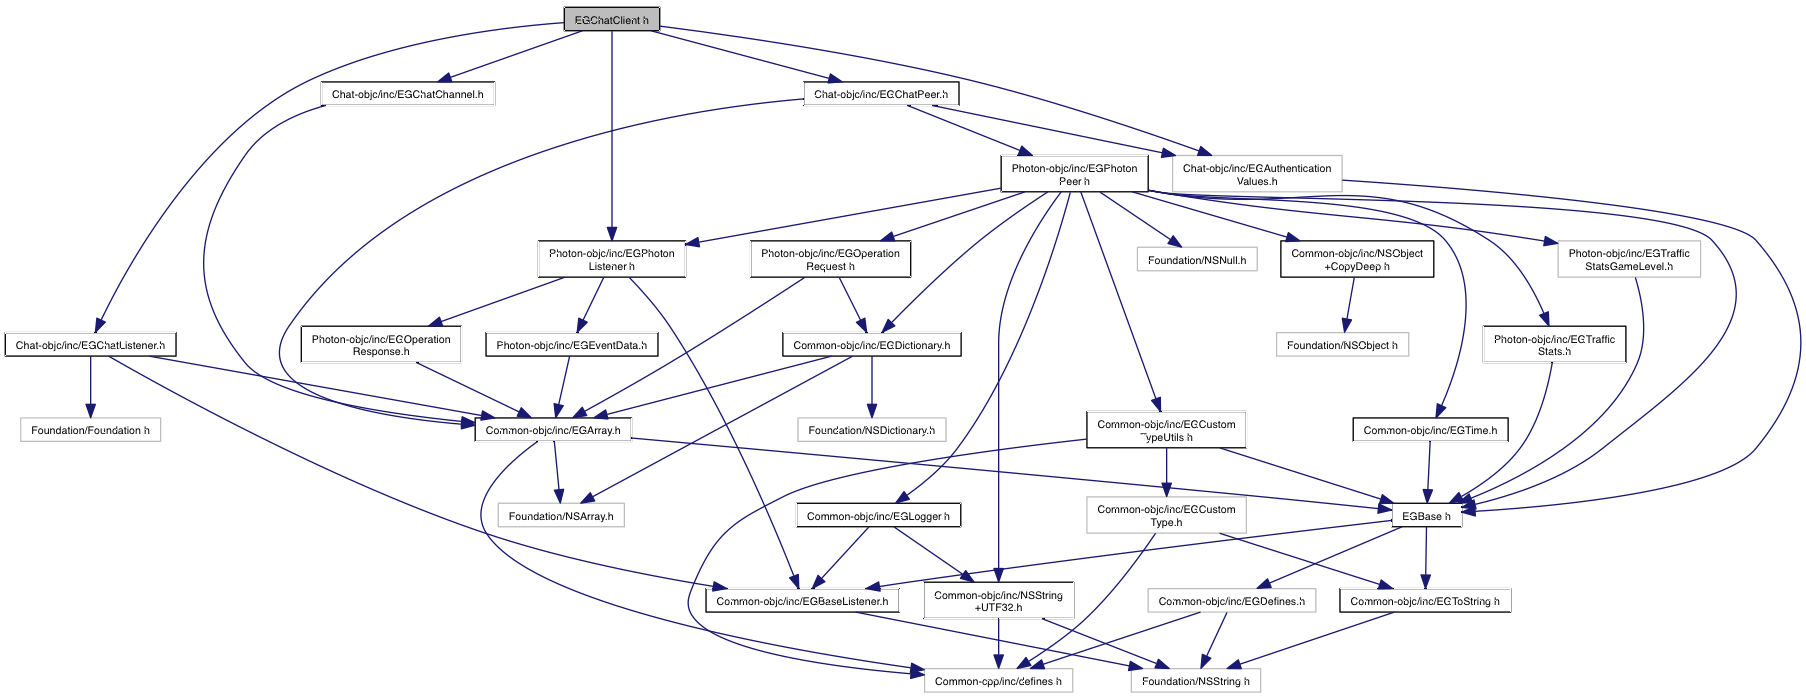 EGChatClient.h
Chat-objc/inc/EGChatChannel.h
Chat-objc/inc/EGChatPeer.h
Photon-objc/inc/EGPhoton
Peer.h
Chat-objc/inc/EGAuthentication
Values.h
Photon-objc/inc/EGPhoton
Listener.h
Photon-objc/inc/EGOperation
Request.h
Foundation/NSNull.h
Common-objc/inc/NSObject
+CopyDeep.h
Photon-objc/inc/EGTraffic
StatsGameLevel.h
Chat-objc/inc/EGChatListener.h
Photon-objc/inc/EGOperation
Response.h
Photon-objc/inc/EGEventData.h
Common-objc/inc/EGDictionary.h
Foundation/NSObject.h
Photon-objc/inc/EGTraffic
Stats.h
Foundation/Foundation.h
Common-objc/inc/EGArray.h
Foundation/NSDictionary.h
Common-objc/inc/EGCustom
TypeUtils.h
Common-objc/inc/EGTime.h
Foundation/NSArray.h
Common-objc/inc/EGLogger.h
Common-objc/inc/EGCustom
Type.h
EGBase.h
Common-objc/inc/EGBaseListener.h
Common-objc/inc/NSString
+UTF32.h
Common-objc/inc/EGDefines.h
Common-objc/inc/EGToString.h
Common-cpp/inc/defines.h
Foundation/NSString.h